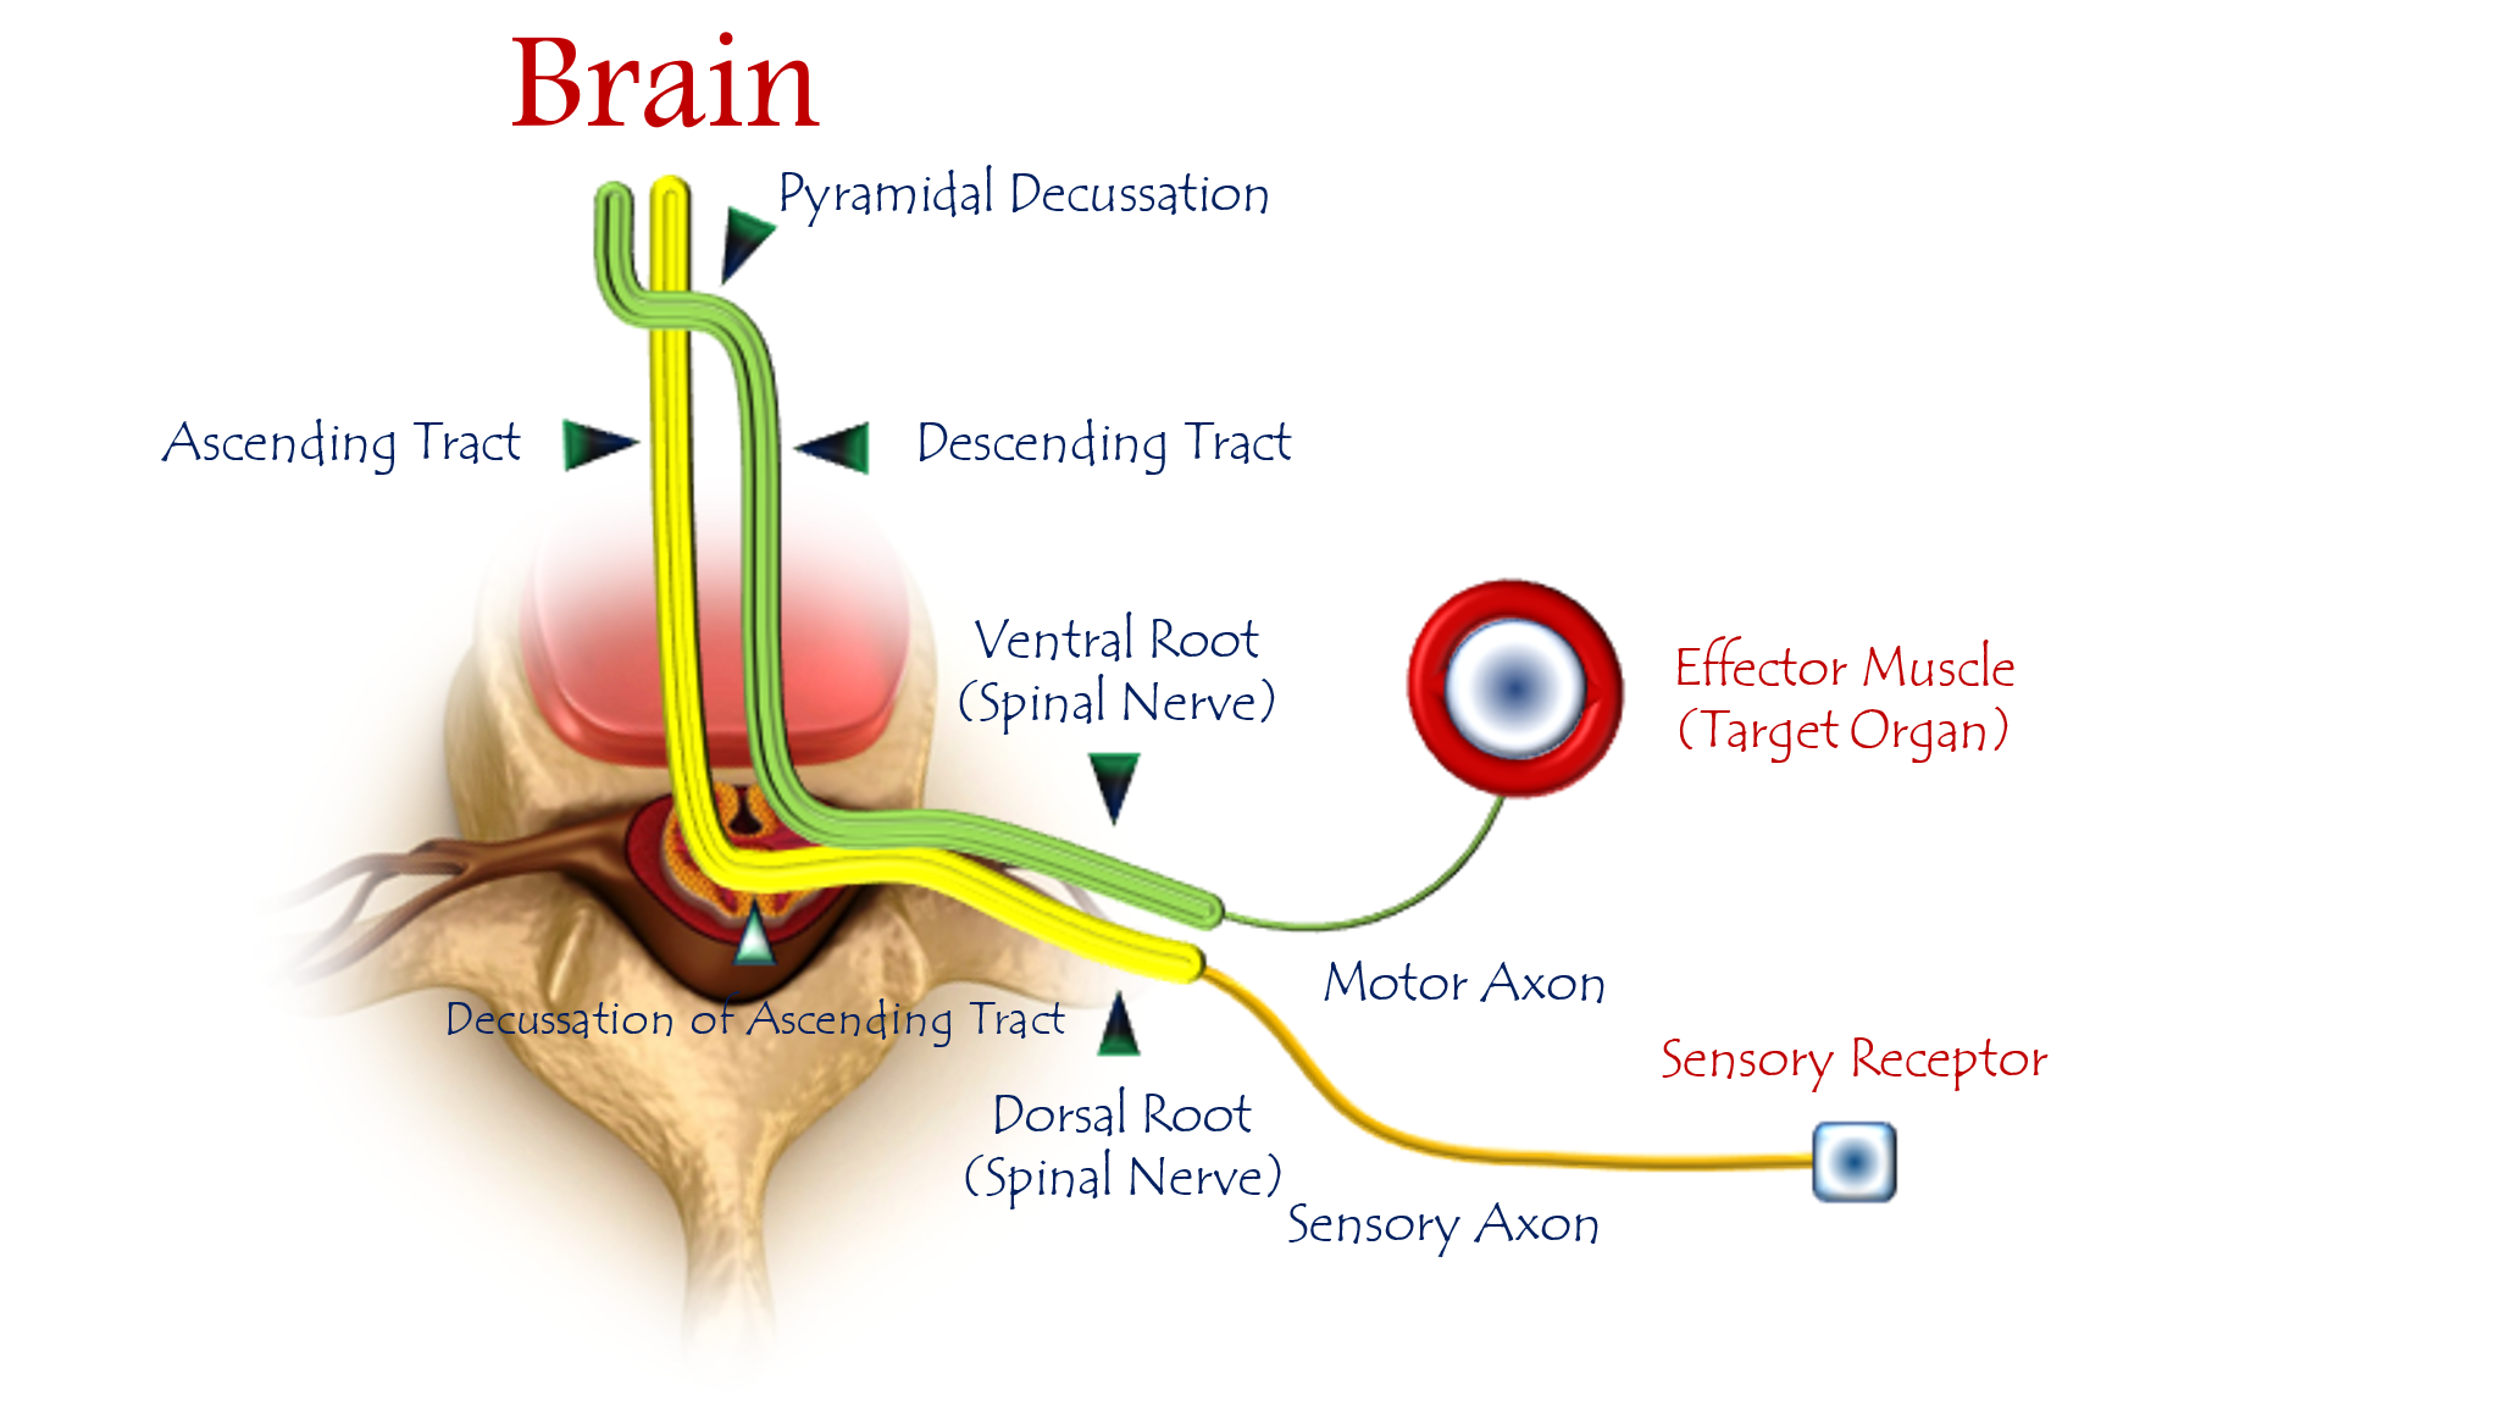 Brain
Pyramidal Decussation
Ascending Tract
Descending Tract
Ventral Root
(Spinal Nerve)
Effector Muscle
(Target Organ)
Motor Axon
Decussation of Ascending Tract
Sensory Receptor
Dorsal Root
(Spinal Nerve)
Sensory Axon